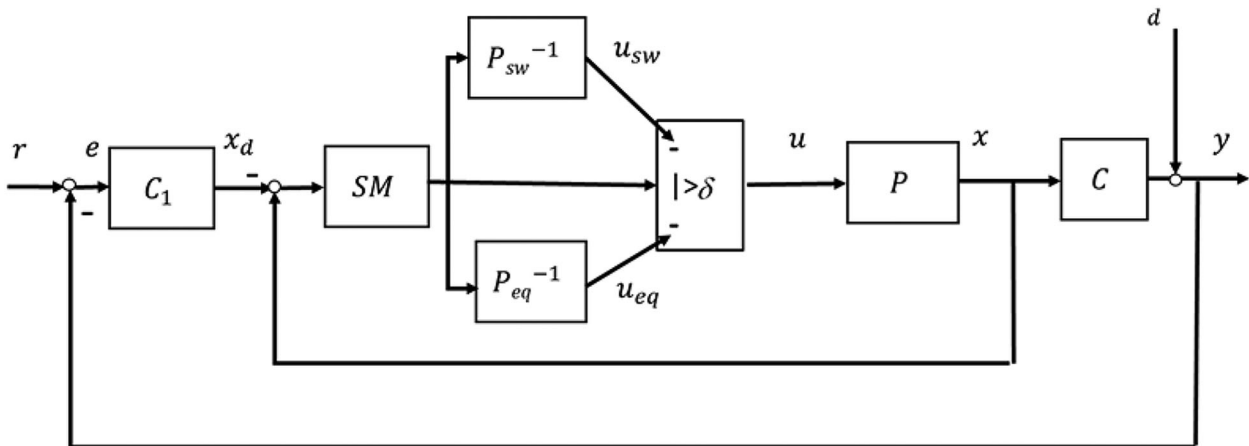 d
P_sw^-1
u_sw
r
e
x_d
-
-
C_1
SM
-
| >δ
-
u
P
x
C
y
P_eq^-1
u_eq